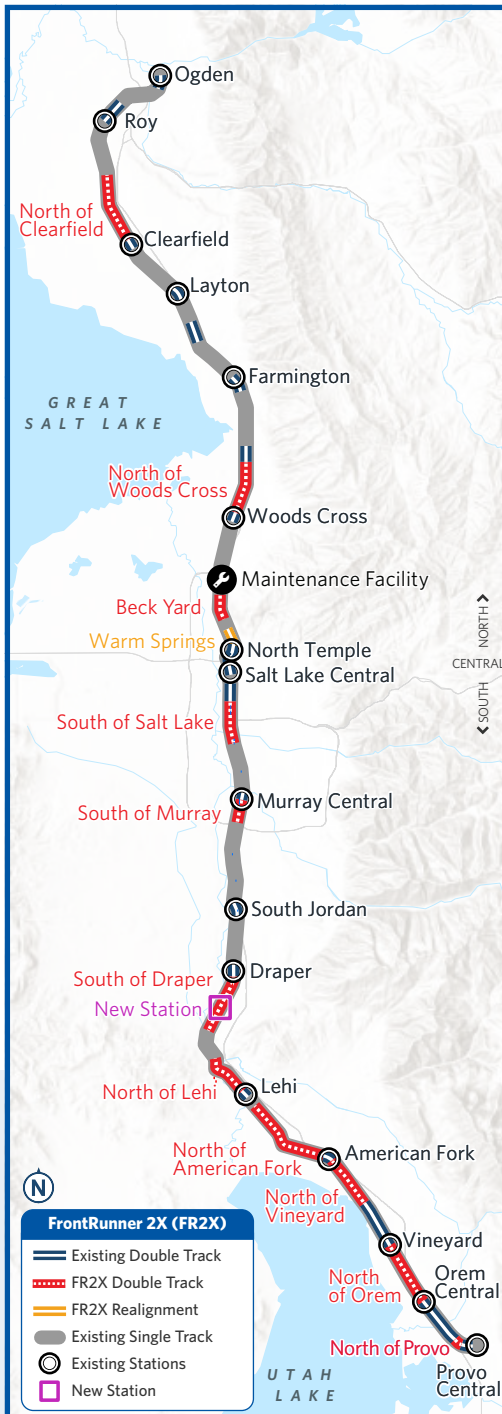 Ogden
Roy
North of
Clearfield
Clearfield
Layton
Farmington
GREAT
SALT LAKE
North of
Woods Cross
Woods Cross
Maintenance Facility
Beck Yard
Warm Springs
North Temple
Salt Lake Central
NORTH
CENTRAL
SOUTH
South of Salt Lake
Murray Central
South of Murray
South Jordan
South of Draper
Draper
New Station
North of Lehi
Lehi
North of
American Fork
American Fork
North of
Vineyard
Vineyard
North
of Orem
Orem
Central
North of Provo
Provo
Central
UTAH
LAKE
N
FrontRunner 2X (FR2X)
Existing Double Track
FR2X Double Track
FR2X Realignment
Existing Single Track
Existing Stations
New Station